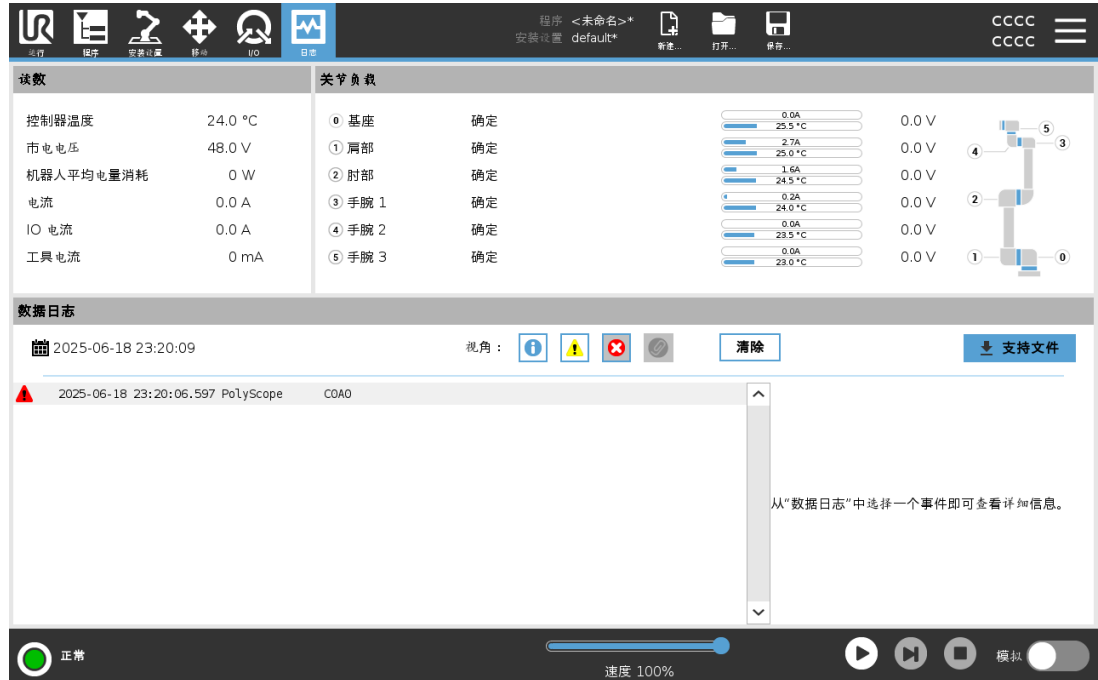 UR
运行 程序 安装设置 移动 I/O 日志
程序 <未命名>*
安装设置 default*
新建... 打开... 保存...
CCCC
CCCC
读数
控制器温度 24.0 °C
市电电压 48.0 V
机器人平均电量消耗 0 W
电流 0.0 A
IO 电流 0.0 A
工具电流 0 mA
关节负载
0 基座 确定 0.0A 25.5 °C 0.0 V
1 肩部 确定 2.7A 25.0 °C 0.0 V
2 肘部 确定 1.6A 24.5 °C 0.0 V
3 手腕 1 确定 0.2A 24.0 °C 0.0 V
4 手腕 2 确定 0.0A 23.5 °C 0.0 V
5 手腕 3 确定 0.0A 23.0 °C 0.0 V
5
3
4
2
1 0
数据日志
2025-06-18 23:20:09 视角 : 清除 支持文件
2025-06-18 23:20:06.597 PolyScope C0A0
从“数据日志”中选择一个事件即可查看详细信息。
正常
速度 100%
模拟